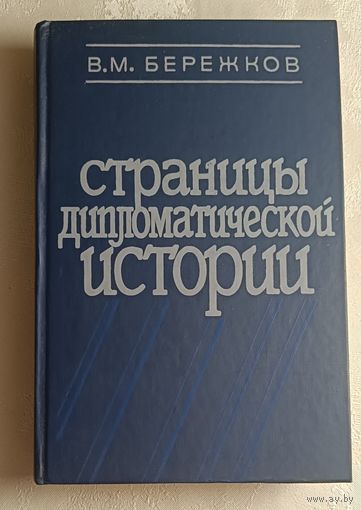 В.М. БЕРЕЖКОВ
страницы
дипломатической
истории
www.ay.by